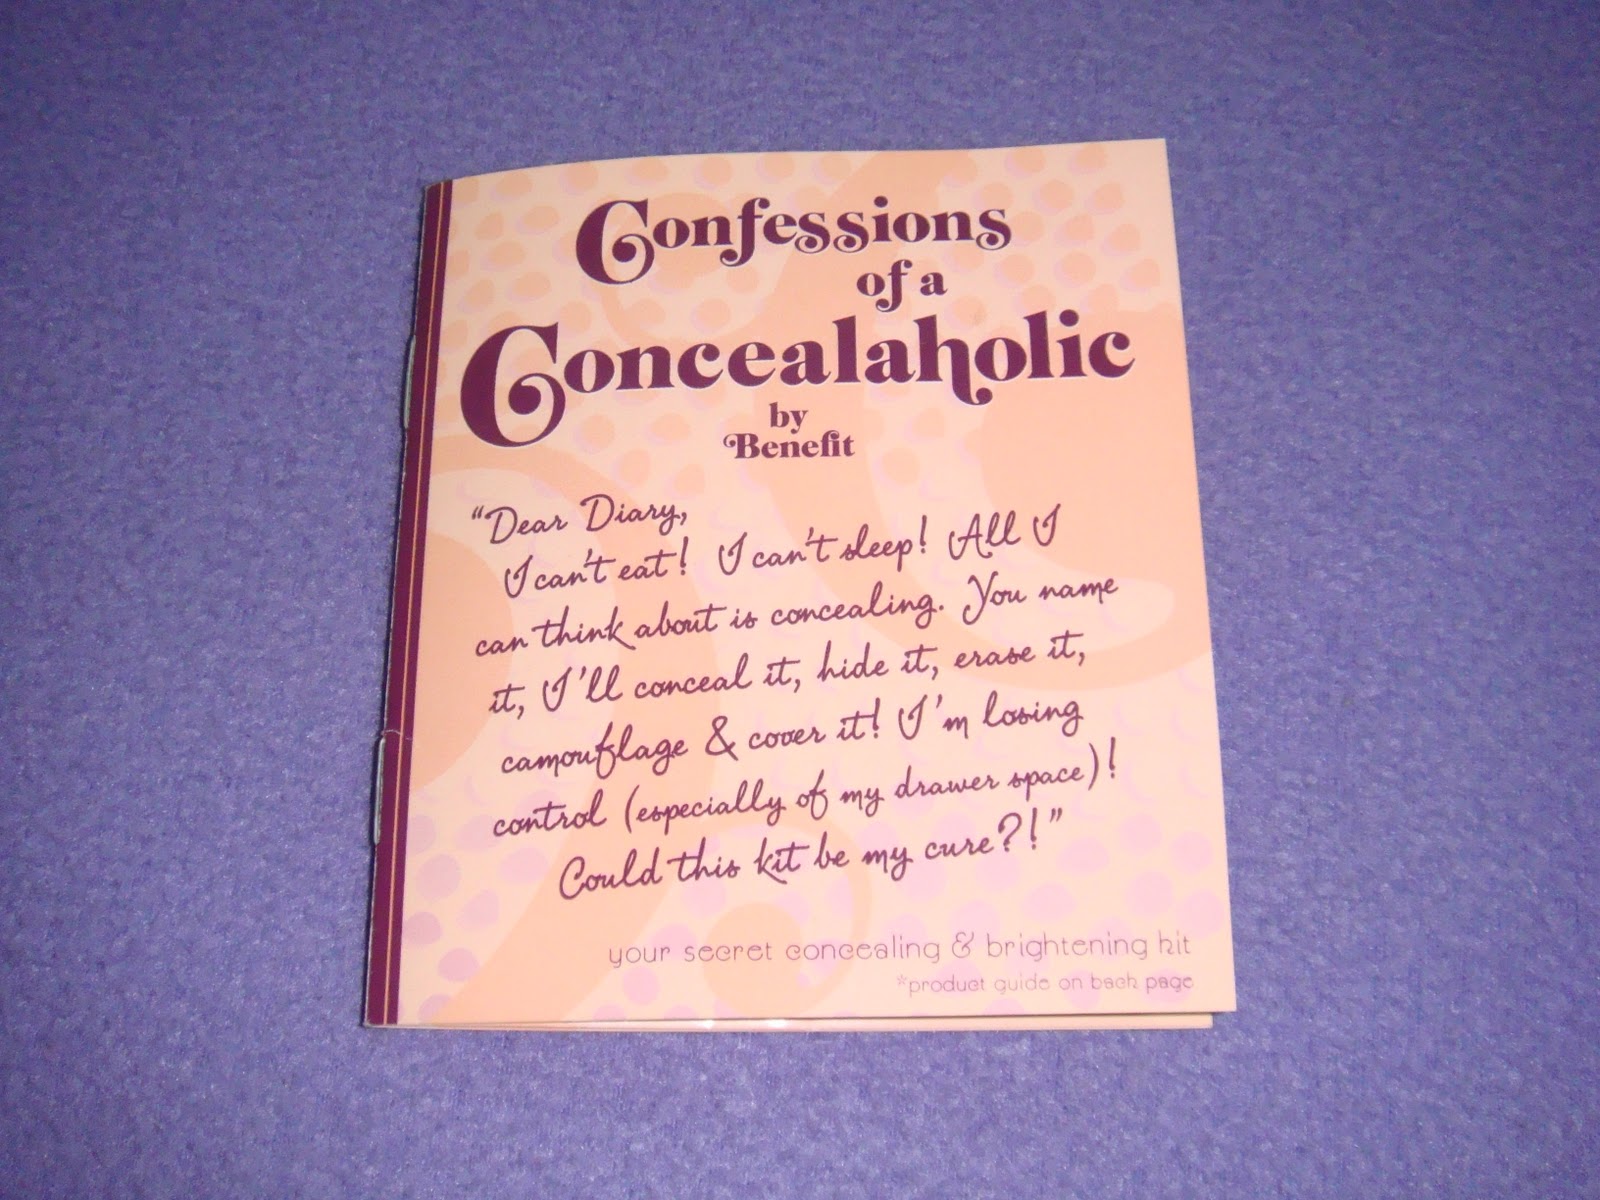 Confessions
of a
Concealaholic
by
Benefit
“Dear Diary,
I can't eat! I can't sleep! All I
can think about is concealing. You name
it, I'll conceal it, hide it, erase it,
camouflage & cover it! I'm losing
control (especially of my drawer space)!
Could this kit be my cure?!”
your secret concealing & brightening kit
*product guide on back page